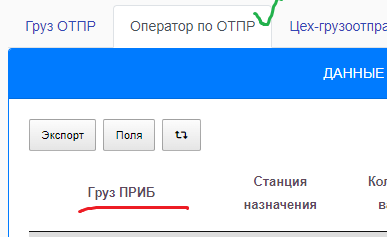 Груз ОТПР Оператор по ОТПР Цех-грузоотпра
ДАННЫЕ
Экспорт Поля
Груз ПРИБ Станция назначения Кол ва